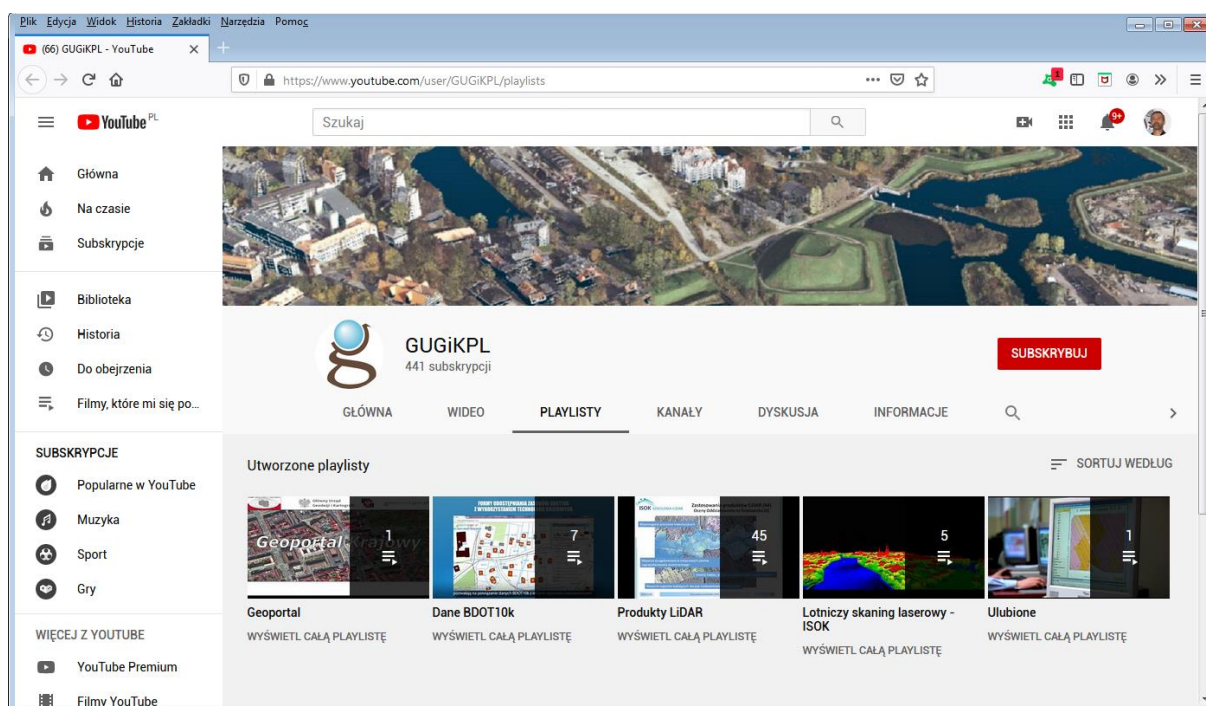 Plik Edycja Widok Historia Zakładki Narzędzia Pomoc
(66) GUGiKPL - YouTube
https://www.youtube.com/user/GUGiKPL/playlists
1
YouTube PL
Szukaj
9+
Główna
Na czasie
Subskrypcje
Biblioteka
Historia
Do obejrzenia
Filmy, które mi się po...
SUBSKRYPCJE
Popularne w YouTube
Muzyka
Sport
Gry
WIĘCEJ Z YOUTUBE
YouTube Premium
Filmy YouTube
GUGiKPL
441 subskrypcji
SUBSKRYBUJ
GŁÓWNA WIDEO PLAYLISTY KANAŁY DYSKUSJA INFORMACJE
Utworzone playlisty
SORTUJ WEDŁUG
Geoportal Krajowy
1
7
ISOK
45
5
1
Geoportal
WYŚWIETL CAŁĄ PLAYLISTĘ
Dane BDOT10k
WYŚWIETL CAŁĄ PLAYLISTĘ
Produkty LiDAR
WYŚWIETL CAŁĄ PLAYLISTĘ
Lotniczy skaning laserowy -
ISOK
WYŚWIETL CAŁĄ PLAYLISTĘ
Ulubione
WYŚWIETL CAŁĄ PLAYLISTĘ